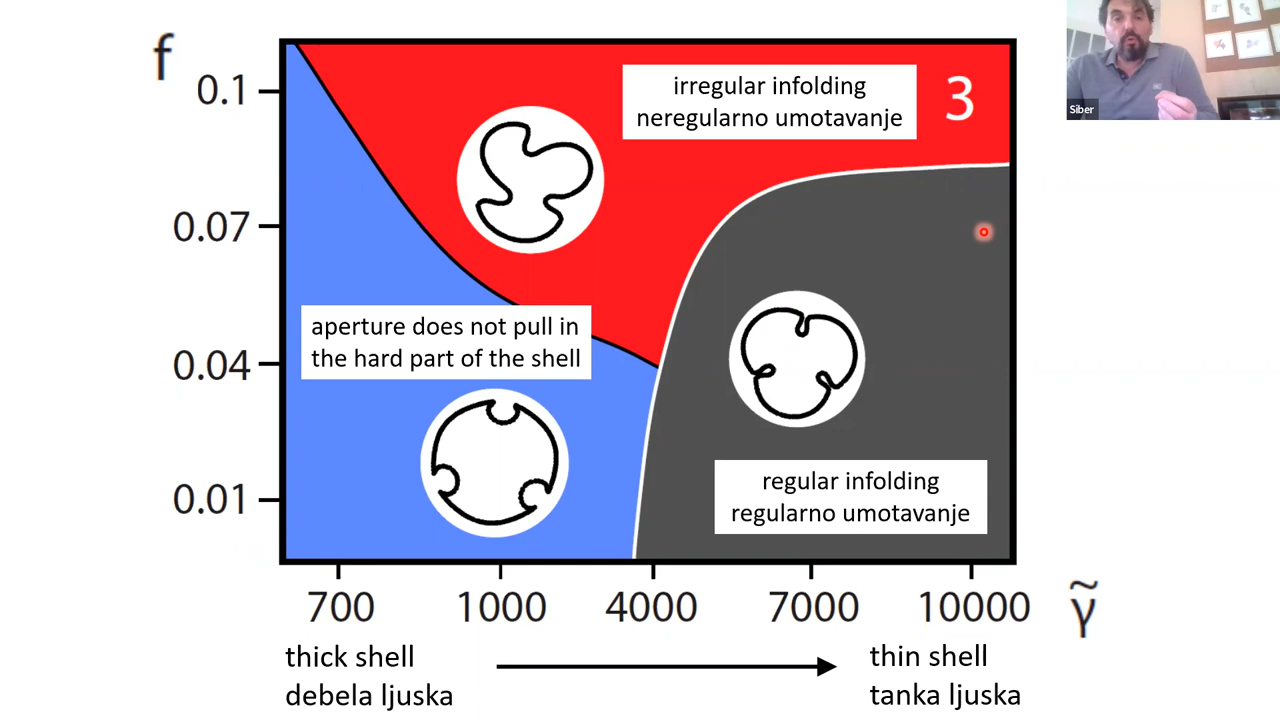 f
0.1
0.07
0.04
0.01
irregular infolding
neregularno umotavanje
3
aperture does not pull in
the hard part of the shell
regular infolding
regularno umotavanje
700 1000 4000 7000 10000
γ̃
thick shell
debela ljuska
thin shell
tanka ljuska
Siber